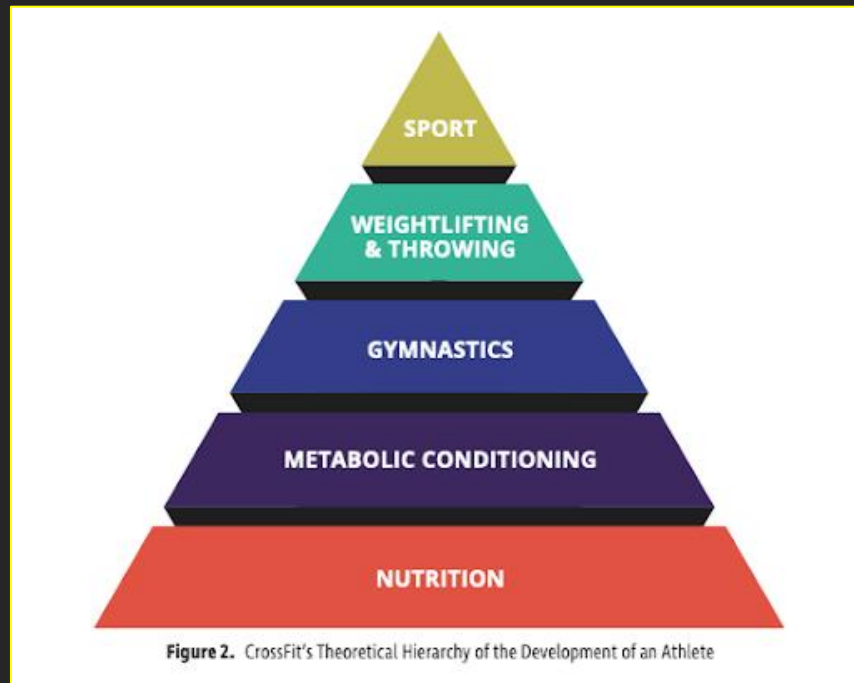 SPORT
WEIGHTLIFTING
& THROWING
GYMNASTICS
METABOLIC CONDITIONING
NUTRITION
Figure 2. CrossFit's Theoretical Hierarchy of the Development of an Athlete